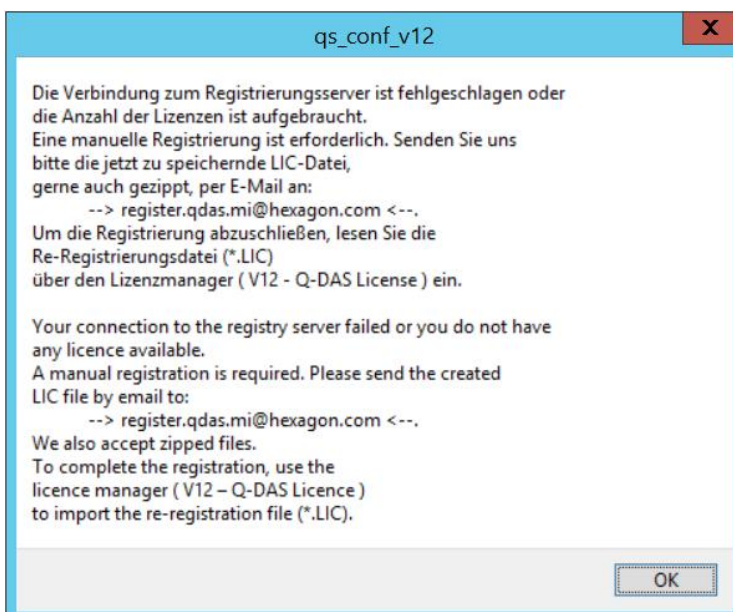 qs_conf_v12
X
Die Verbindung zum Registrierungsserver ist fehlgeschlagen oder
die Anzahl der Lizenzen ist aufgebraucht.
Eine manuelle Registrierung ist erforderlich. Senden Sie uns
bitte die jetzt zu speichernde LIC-Datei,
gerne auch gezippt, per E-Mail an:
--> register.qdas.mi@hexagon.com <--.
Um die Registrierung abzuschließen, lesen Sie die
Re-Registrierungsdatei (*.LIC)
über den Lizenzmanager ( V12 - Q-DAS License ) ein.
Your connection to the registry server failed or you do not have
any licence available.
A manual registration is required. Please send the created
LIC file by email to:
--> register.qdas.mi@hexagon.com <--.
We also accept zipped files.
To complete the registration, use the
licence manager ( V12 – Q-DAS Licence )
to import the re-registration file (*.LIC).
OK